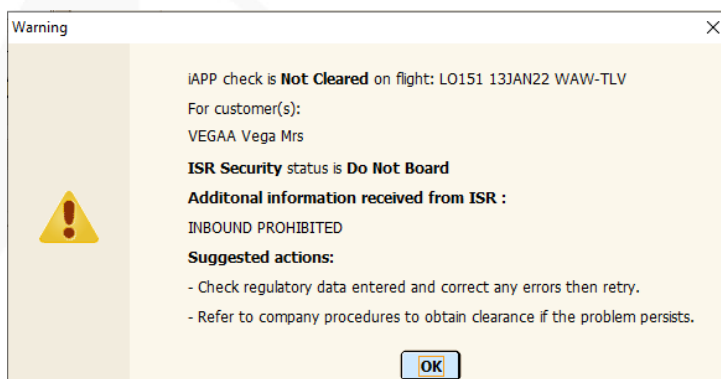 Warning
iAPP check is Not Cleared on flight: LO151 13JAN22 WAW-TLV
For customer(s):
VEGAA Vega Mrs
ISR Security status is Do Not Board
Additonal information received from ISR :
INBOUND PROHIBITED
Suggested actions:
- Check regulatory data entered and correct any errors then retry.
- Refer to company procedures to obtain clearance if the problem persists.
OK